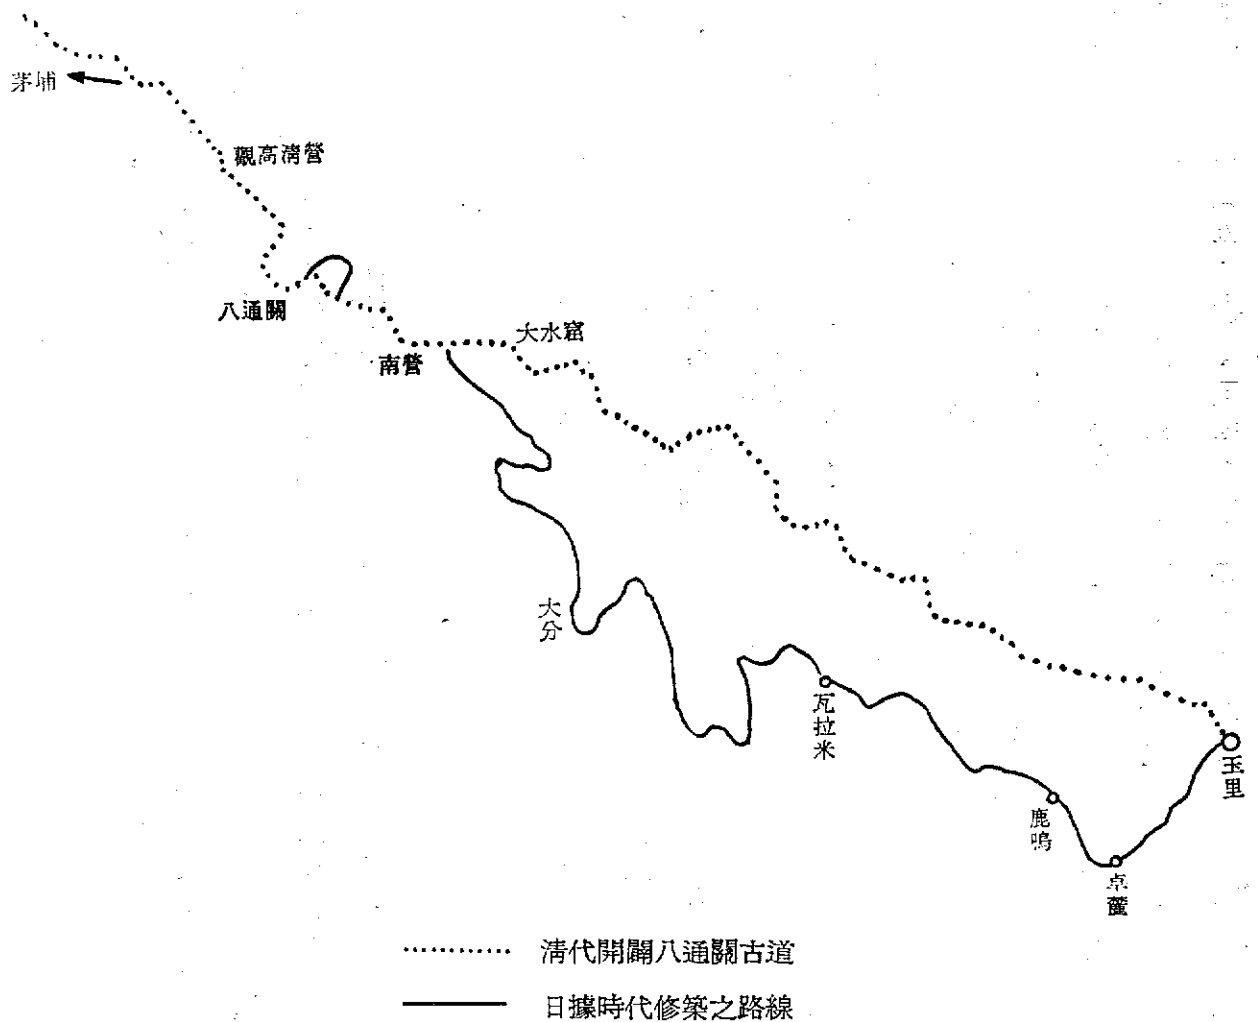 茅埔
觀高清營
八通關
南營
大水窟
大分
瓦拉米
玉里
鹿鳴
卓麓
清代開闢八通關古道
日據時代修築之路線